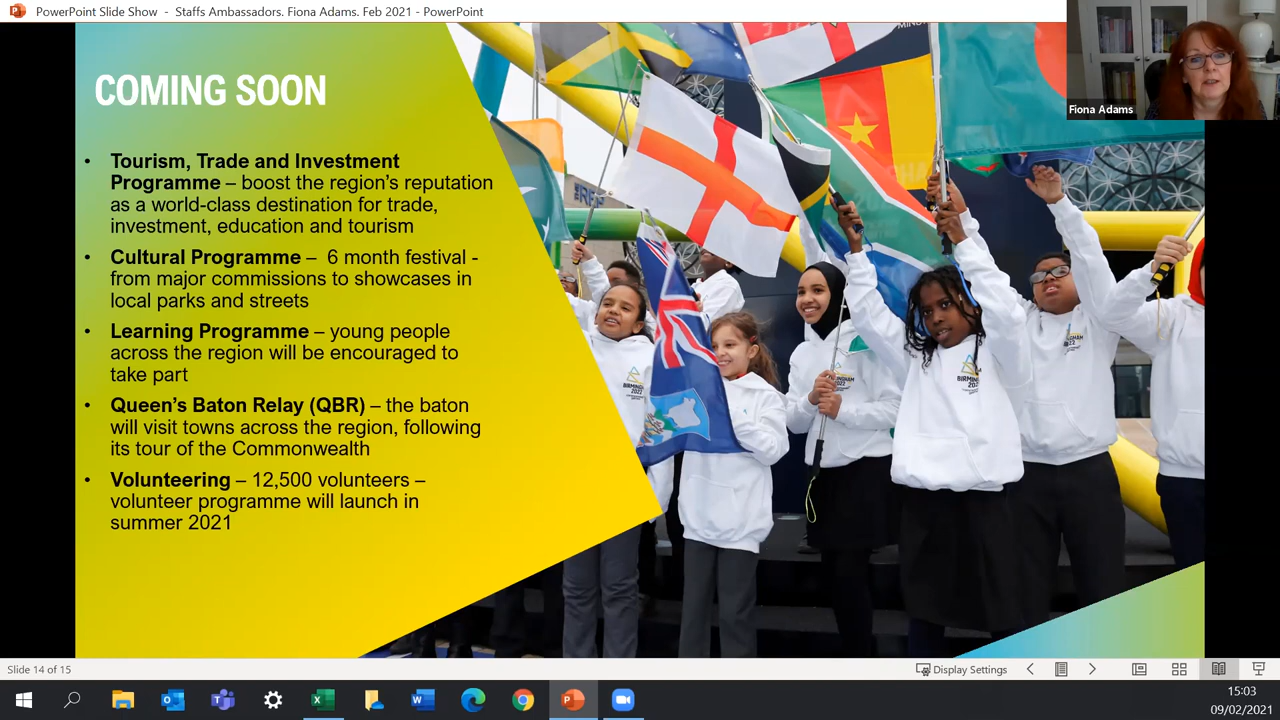 PowerPoint Slide Show - Staffs Ambassadors. Fiona Adams. Feb 2021 - PowerPoint
Fiona Adams
COMING SOON
• Tourism, Trade and Investment
Programme – boost the region's reputation
as a world-class destination for trade,
investment, education and tourism
• Cultural Programme – 6 month festival -
from major commissions to showcases in
local parks and streets
• Learning Programme – young people
across the region will be encouraged to
take part
• Queen's Baton Relay (QBR) – the baton
will visit towns across the region, following
its tour of the Commonwealth
• Volunteering – 12,500 volunteers –
volunteer programme will launch in
summer 2021
BIRMINGHAM
2022
Slide 14 of 15
Display Settings
15:03
09/02/2021